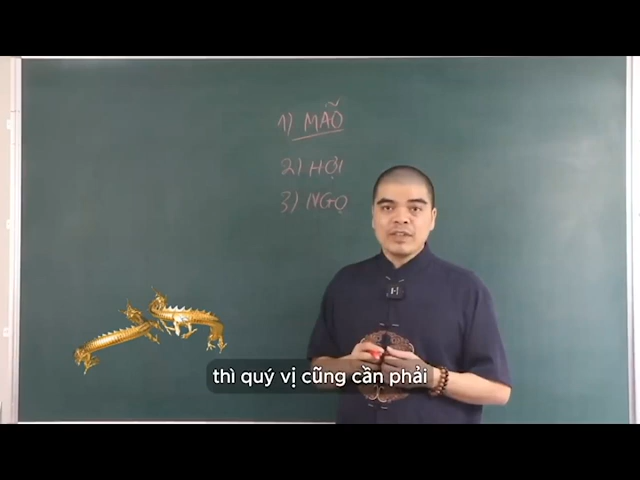 1) MÃO
2) HỢI
3) NGỌ
thì quý vị cũng cần phải